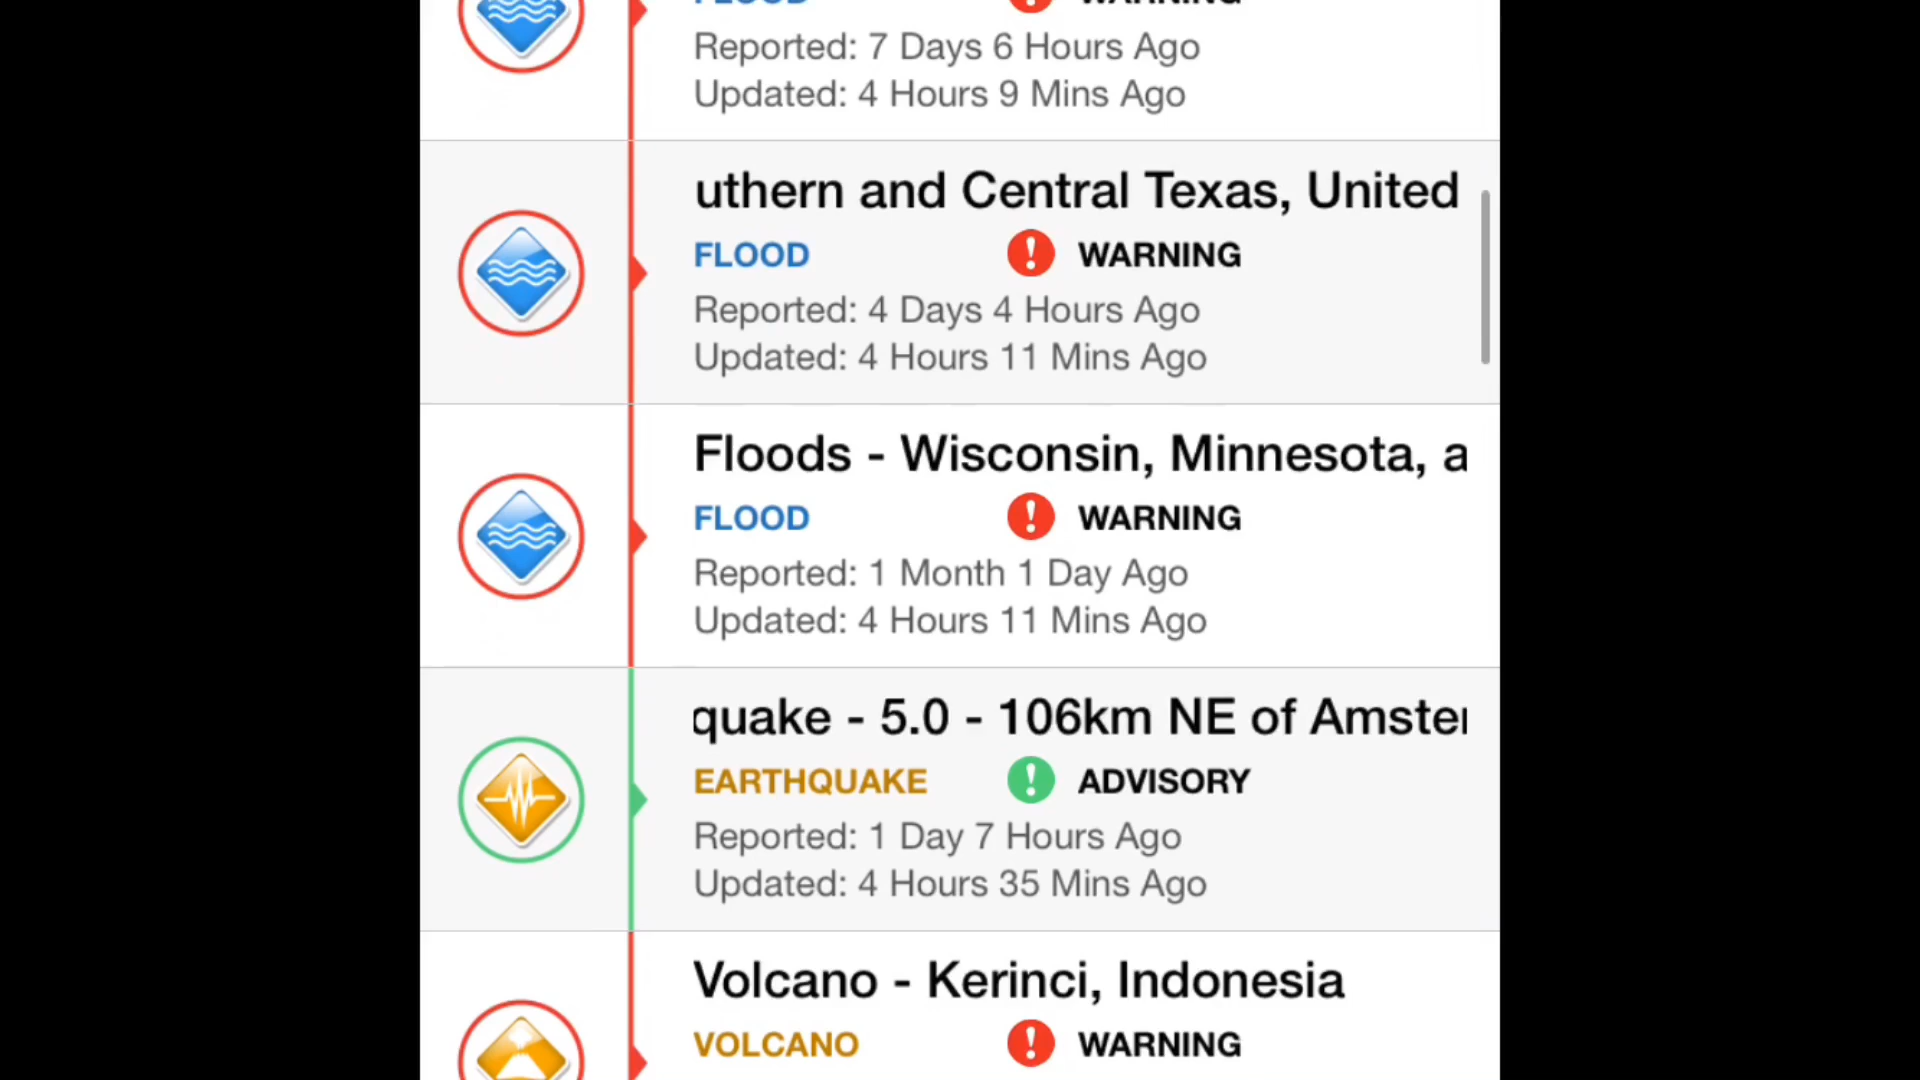 FLOOD WARNING
Reported: 7 Days 6 Hours Ago
Updated: 4 Hours 9 Mins Ago
uthern and Central Texas, United
FLOOD WARNING
Reported: 4 Days 4 Hours Ago
Updated: 4 Hours 11 Mins Ago
Floods - Wisconsin, Minnesota, a
FLOOD WARNING
Reported: 1 Month 1 Day Ago
Updated: 4 Hours 11 Mins Ago
quake - 5.0 - 106km NE of Amster
EARTHQUAKE ADVISORY
Reported: 1 Day 7 Hours Ago
Updated: 4 Hours 35 Mins Ago
Volcano - Kerinci, Indonesia
VOLCANO WARNING